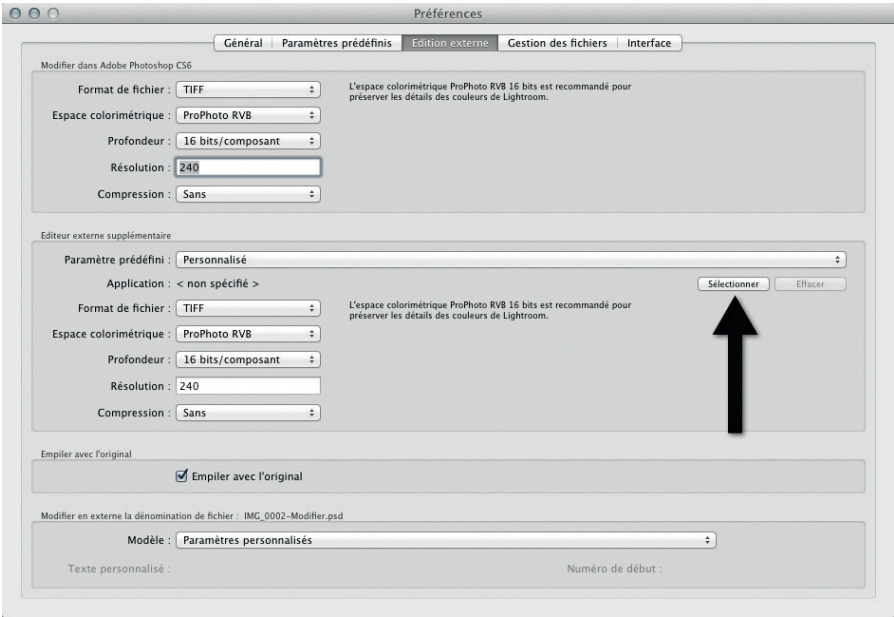 Préférences
Général Paramètres prédéfinis Edition externe Gestion des fichiers Interface
Modifier dans Adobe Photoshop CS6
Format de fichier : TIFF
L'espace colorimétrique ProPhoto RVB 16 bits est recommandé pour
préserver les détails des couleurs de Lightroom.
Espace colorimétrique : ProPhoto RVB
Profondeur : 16 bits/composant
Résolution : 240
Compression : Sans
Editeur externe supplémentaire
Paramètre prédéfini : Personnalisé
Application : < non spécifié > Sélectionner Effacer
Format de fichier : TIFF
L'espace colorimétrique ProPhoto RVB 16 bits est recommandé pour
préserver les détails des couleurs de Lightroom.
Espace colorimétrique : ProPhoto RVB
Profondeur : 16 bits/composant
Résolution : 240
Compression : Sans
Empiler avec l'original
Empiler avec l'original
Modifier en externe la dénomination de fichier : IMG_0002-Modifier.psd
Modèle : Paramètres personnalisés
Texte personnalisé : Numéro de début :